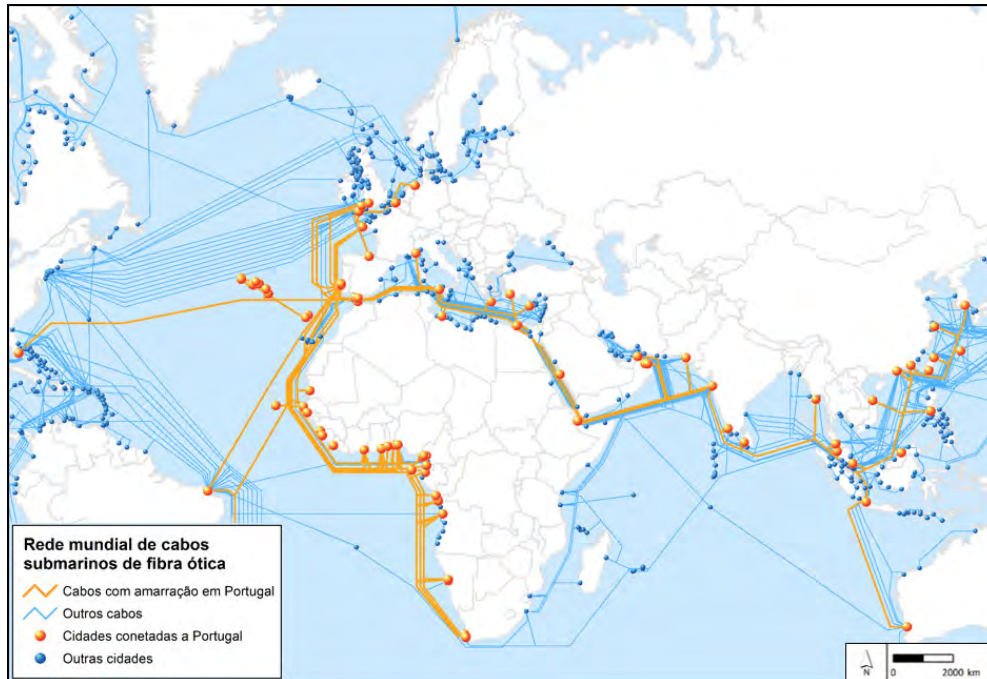 Rede mundial de cabos
submarinos de fibra ótica
Cabos com amarração em Portugal
Outros cabos
Cidades conetadas a Portugal
Outras cidades
N
0 2000 km